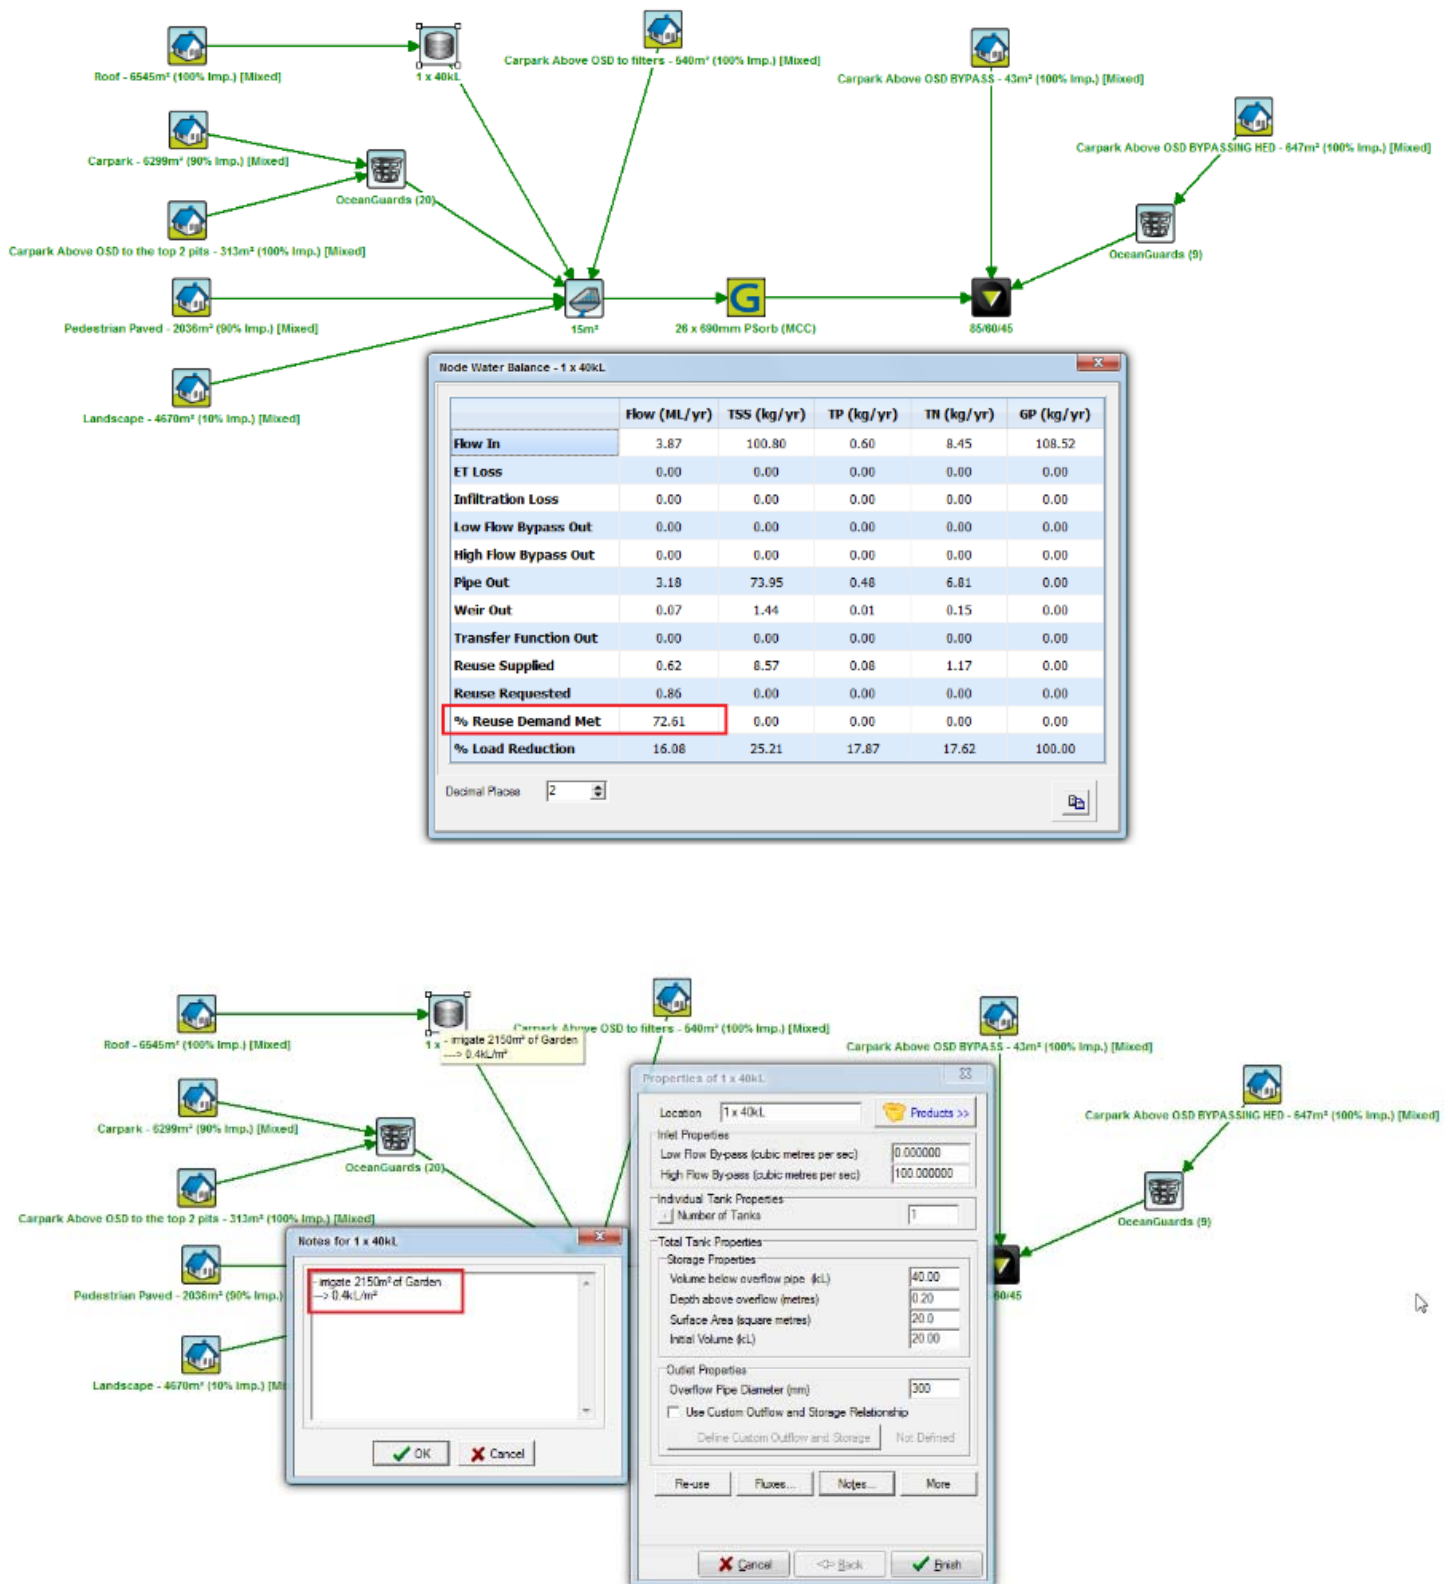 Roof - 6545m² (100% Imp.) [Mixed]
1 x 40kL
Carpark Above OSD to filters - 640m² (100% Imp.) [Mixed]
Carpark Above OSD BYPASS - 43m² (100% Imp.) [Mixed]
Carpark - 6299m² (90% Imp.) [Mixed]
OceanGuards (20)
Carpark Above OSD BYPASSING HED - 647m² (100% Imp.) [Mixed]
OceanGuards (9)
Carpark Above OSD to the top 2 pits - 313m² (100% Imp.) [Mixed]
Pedestrian Paved - 2036m² (90% Imp.) [Mixed]
15m²
G
26 x 690mm PSorb (MCC)
85/60/45
Landscape - 4670m² (10% Imp.) [Mixed]
Node Water Balance - 1 x 40kL
Flow (ML/yr) TSS (kg/yr) TP (kg/yr) TN (kg/yr) GP (kg/yr)
Flow In 3.87 100.80 0.60 8.45 108.52
ET Loss 0.00 0.00 0.00 0.00 0.00
Infiltration Loss 0.00 0.00 0.00 0.00 0.00
Low Flow Bypass Out 0.00 0.00 0.00 0.00 0.00
High Flow Bypass Out 0.00 0.00 0.00 0.00 0.00
Pipe Out 3.18 73.95 0.48 6.81 0.00
Weir Out 0.07 1.44 0.01 0.15 0.00
Transfer Function Out 0.00 0.00 0.00 0.00 0.00
Reuse Supplied 0.62 8.57 0.08 1.17 0.00
Reuse Requested 0.86 0.00 0.00 0.00 0.00
% Reuse Demand Met 72.61 0.00 0.00 0.00 0.00
% Load Reduction 16.08 25.21 17.87 17.62 100.00
Decimal Places 2
Roof - 6545m² (100% Imp.) [Mixed]
1 x
- irrigate 2150m² of Garden
---> 0.4kL/m²
Carpark Above OSD to filters - 640m² (100% Imp.) [Mixed]
Carpark Above OSD BYPASS - 43m² (100% Imp.) [Mixed]
Carpark - 6299m² (90% Imp.) [Mixed]
OceanGuards (20)
Carpark Above OSD BYPASSING HED - 647m² (100% Imp.) [Mixed]
OceanGuards (9)
Carpark Above OSD to the top 2 pits - 313m² (100% Imp.) [Mixed]
Pedestrian Paved - 2036m² (90% Imp.)
60/45
Landscape - 4670m² (10% Imp.)
Notes for 1 x 40kL
- irrigate 2150m² of Garden
---> 0.4kL/m²
OK Cancel
Properties of 1 x 40kL
Location 1 x 40kL Products >>
Inlet Properties
Low Flow By-pass (cubic metres per sec) 0.000000
High Flow By-pass (cubic metres per sec) 100.000000
Individual Tank Properties
Number of Tanks 1
Total Tank Properties
Storage Properties
Volume below overflow pipe (kL) 40.00
Depth above overflow (metres) 0.20
Surface Area (square metres) 20.0
Initial Volume (kL) 20.00
Outlet Properties
Overflow Pipe Diameter (mm) 300
Use Custom Outflow and Storage Relationship
Define Custom Outflow and Storage Not Defined
Re-use Fluxes... Notes... More
Cancel Back Finish